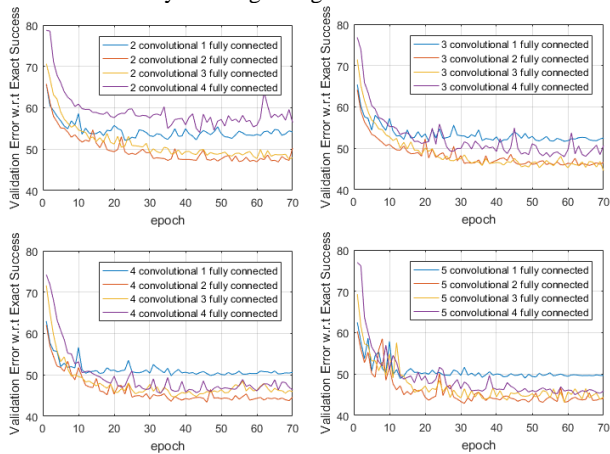 2 convolutional 1 fully connected
2 convolutional 2 fully connected
2 convolutional 3 fully connected
2 convolutional 4 fully connected
Validation Error w.r.t Exact Success
80
70
60
50
40
0 10 20 30 40 50 60 70
epoch
3 convolutional 1 fully connected
3 convolutional 2 fully connected
3 convolutional 3 fully connected
3 convolutional 4 fully connected
Validation Error w.r.t Exact Success
80
70
60
50
40
0 10 20 30 40 50 60 70
epoch
4 convolutional 1 fully connected
4 convolutional 2 fully connected
4 convolutional 3 fully connected
4 convolutional 4 fully connected
Validation Error w.r.t Exact Success
80
70
60
50
40
0 10 20 30 40 50 60 70
epoch
5 convolutional 1 fully connected
5 convolutional 2 fully connected
5 convolutional 3 fully connected
5 convolutional 4 fully connected
Validation Error w.r.t Exact Success
80
70
60
50
40
0 10 20 30 40 50 60 70
epoch